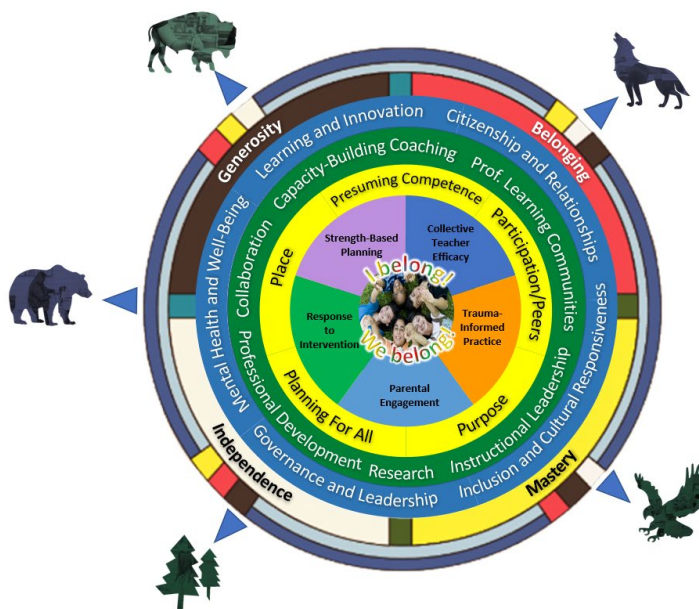 Generosity
Belonging
Mastery
Independence
Learning and Innovation
Citizenship and Relationships
Inclusion and Cultural Responsiveness
Governance and Leadership
Mental Health and Well-Being
Capacity-Building Coaching
Prof. Learning Communities
Instructional Leadership
Research
Professional Development
Collaboration
Presuming Competence
Participation/Peers
Purpose
Planning For All
Place
Strength-Based
Planning
Collective
Teacher
Efficacy
Trauma-
Informed
Practice
Parental
Engagement
Response
to
Intervention
I belong!
We belong!